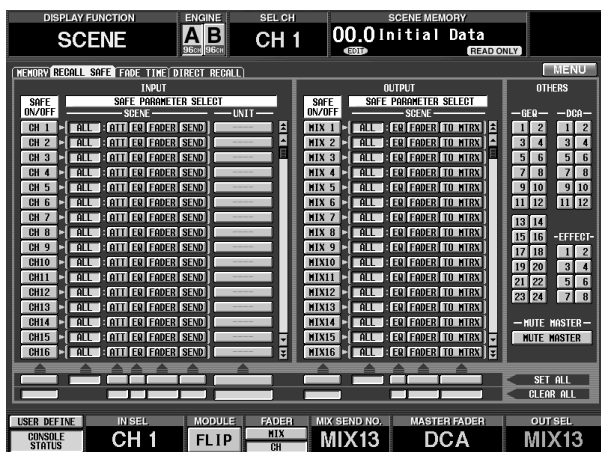 DISPLAY FUNCTION ENGINE SEL CH SCENE MEMORY
SCENE A B CH 1 00.0 Initial Data
96CH 96CH EDIT READ ONLY
MEMORY RECALL SAFE FADE TIME DIRECT RECALL MENU
INPUT OUTPUT OTHERS
SAFE ON/OFF SAFE PARAMETER SELECT SAFE ON/OFF SAFE PARAMETER SELECT
SCENE UNIT SCENE GEQ DCA
CH 1 ALL : ATT EQ FADER SEND MIX 1 ALL : EQ FADER TO MTRX 1 2 1 2
CH 2 ALL : ATT EQ FADER SEND MIX 2 ALL : EQ FADER TO MTRX 3 4 3 4
CH 3 ALL : ATT EQ FADER SEND MIX 3 ALL : EQ FADER TO MTRX 5 6 5 6
CH 4 ALL : ATT EQ FADER SEND MIX 4 ALL : EQ FADER TO MTRX 7 8 7 8
CH 5 ALL : ATT EQ FADER SEND MIX 5 ALL : EQ FADER TO MTRX 9 10 9 10
CH 6 ALL : ATT EQ FADER SEND MIX 6 ALL : EQ FADER TO MTRX 11 12 11 12
CH 7 ALL : ATT EQ FADER SEND MIX 7 ALL : EQ FADER TO MTRX 13 14
CH 8 ALL : ATT EQ FADER SEND MIX 8 ALL : EQ FADER TO MTRX 15 16 -EFFECT-
CH 9 ALL : ATT EQ FADER SEND MIX 9 ALL : EQ FADER TO MTRX 17 18 1 2
CH10 ALL : ATT EQ FADER SEND MIX10 ALL : EQ FADER TO MTRX 19 20 3 4
CH11 ALL : ATT EQ FADER SEND MIX11 ALL : EQ FADER TO MTRX 21 22 5 6
CH12 ALL : ATT EQ FADER SEND MIX12 ALL : EQ FADER TO MTRX 23 24 7 8
CH13 ALL : ATT EQ FADER SEND MIX13 ALL : EQ FADER TO MTRX
CH14 ALL : ATT EQ FADER SEND MIX14 ALL : EQ FADER TO MTRX — MUTE MASTER —
CH15 ALL : ATT EQ FADER SEND MIX15 ALL : EQ FADER TO MTRX MUTE MASTER
CH16 ALL : ATT EQ FADER SEND MIX16 ALL : EQ FADER TO MTRX
SET ALL
CLEAR ALL
USER DEFINE IN SEL MODULE FADER MIX SEND NO. MASTER FADER OUT SEL
CONSOLE STATUS CH 1 FLIP MIX CH MIX13 DCA MIX13